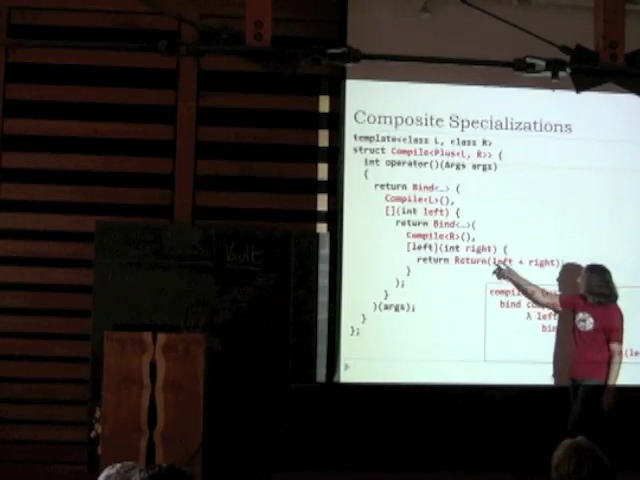 Composite Specializations
template<class L, class R>
struct Compile<Plus<L, R>> {
int operator()(Args args)
{
return Bind<…> (
Compile<L>(),
[](int left) {
return Bind<…>(
Compile<R>(),
[left](int right) {
return Return(left + right);
}
);
}
)(args);
}
};
bind
λ left
Vault